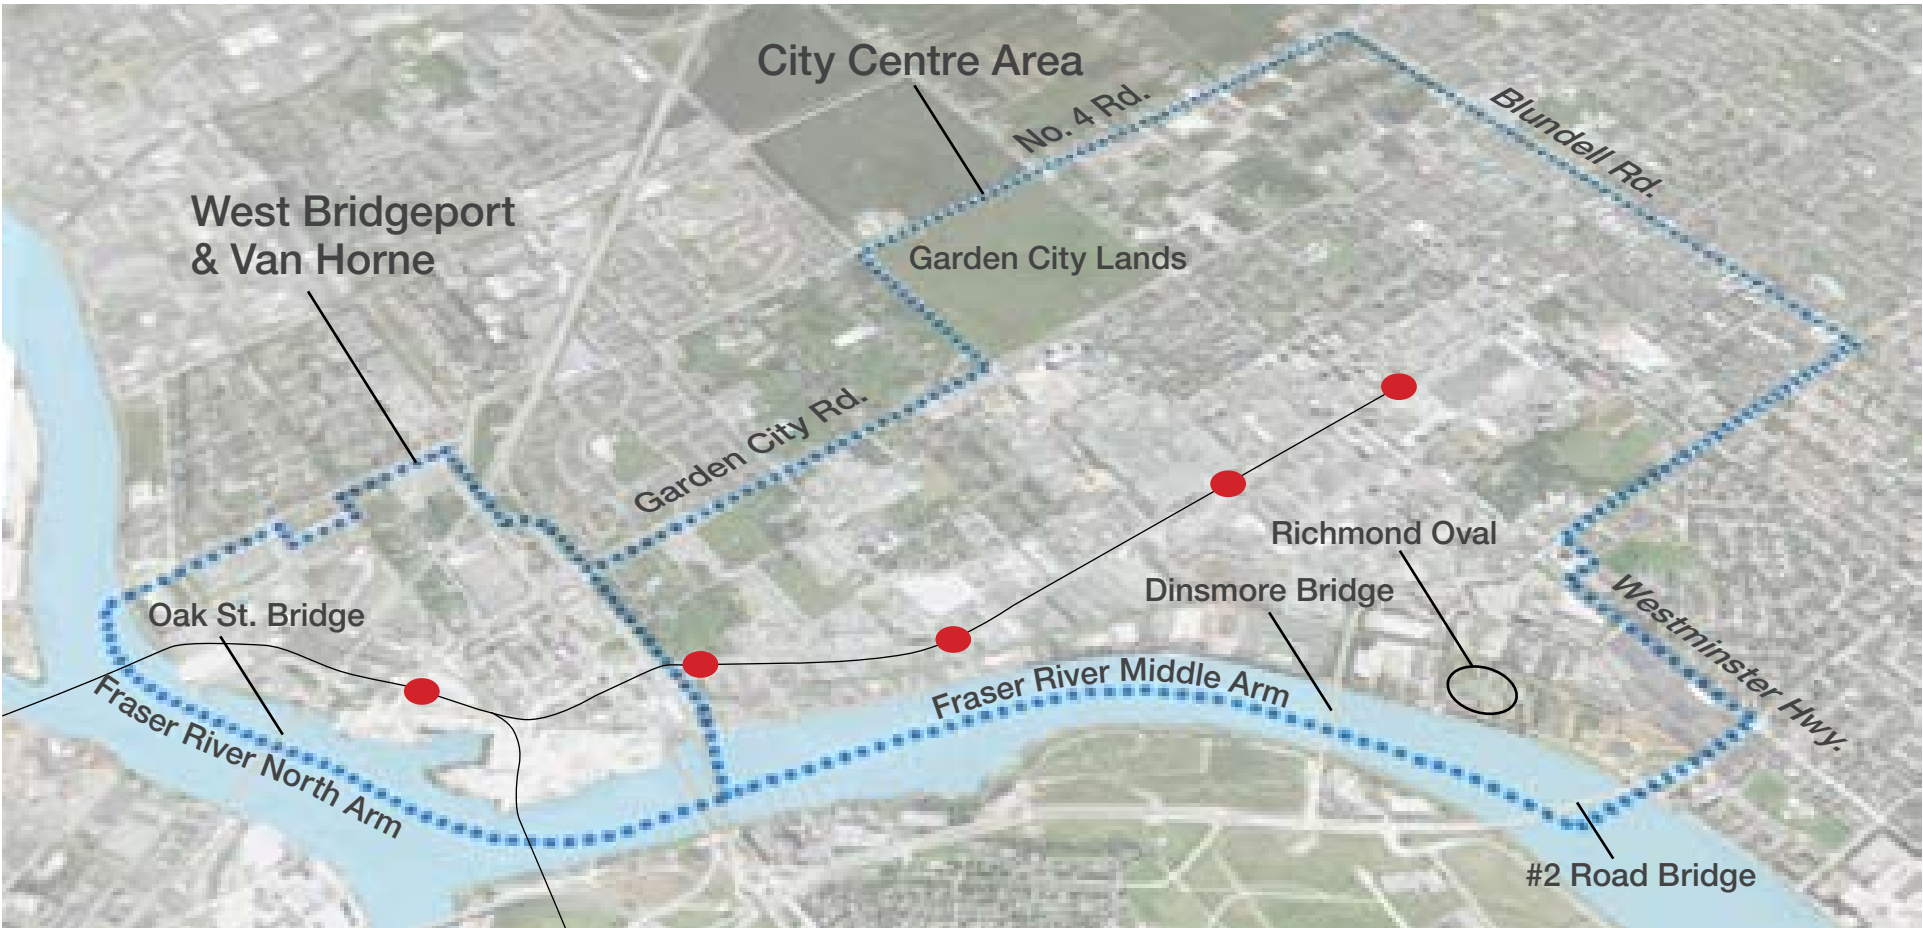 City Centre Area
No. 4 Rd.
Blundell Rd.
West Bridgeport
& Van Horne
Garden City Lands
Garden City Rd.
Richmond Oval
Dinsmore Bridge
Westminster Hwy.
Oak St. Bridge
Fraser River Middle Arm
Fraser River North Arm
#2 Road Bridge